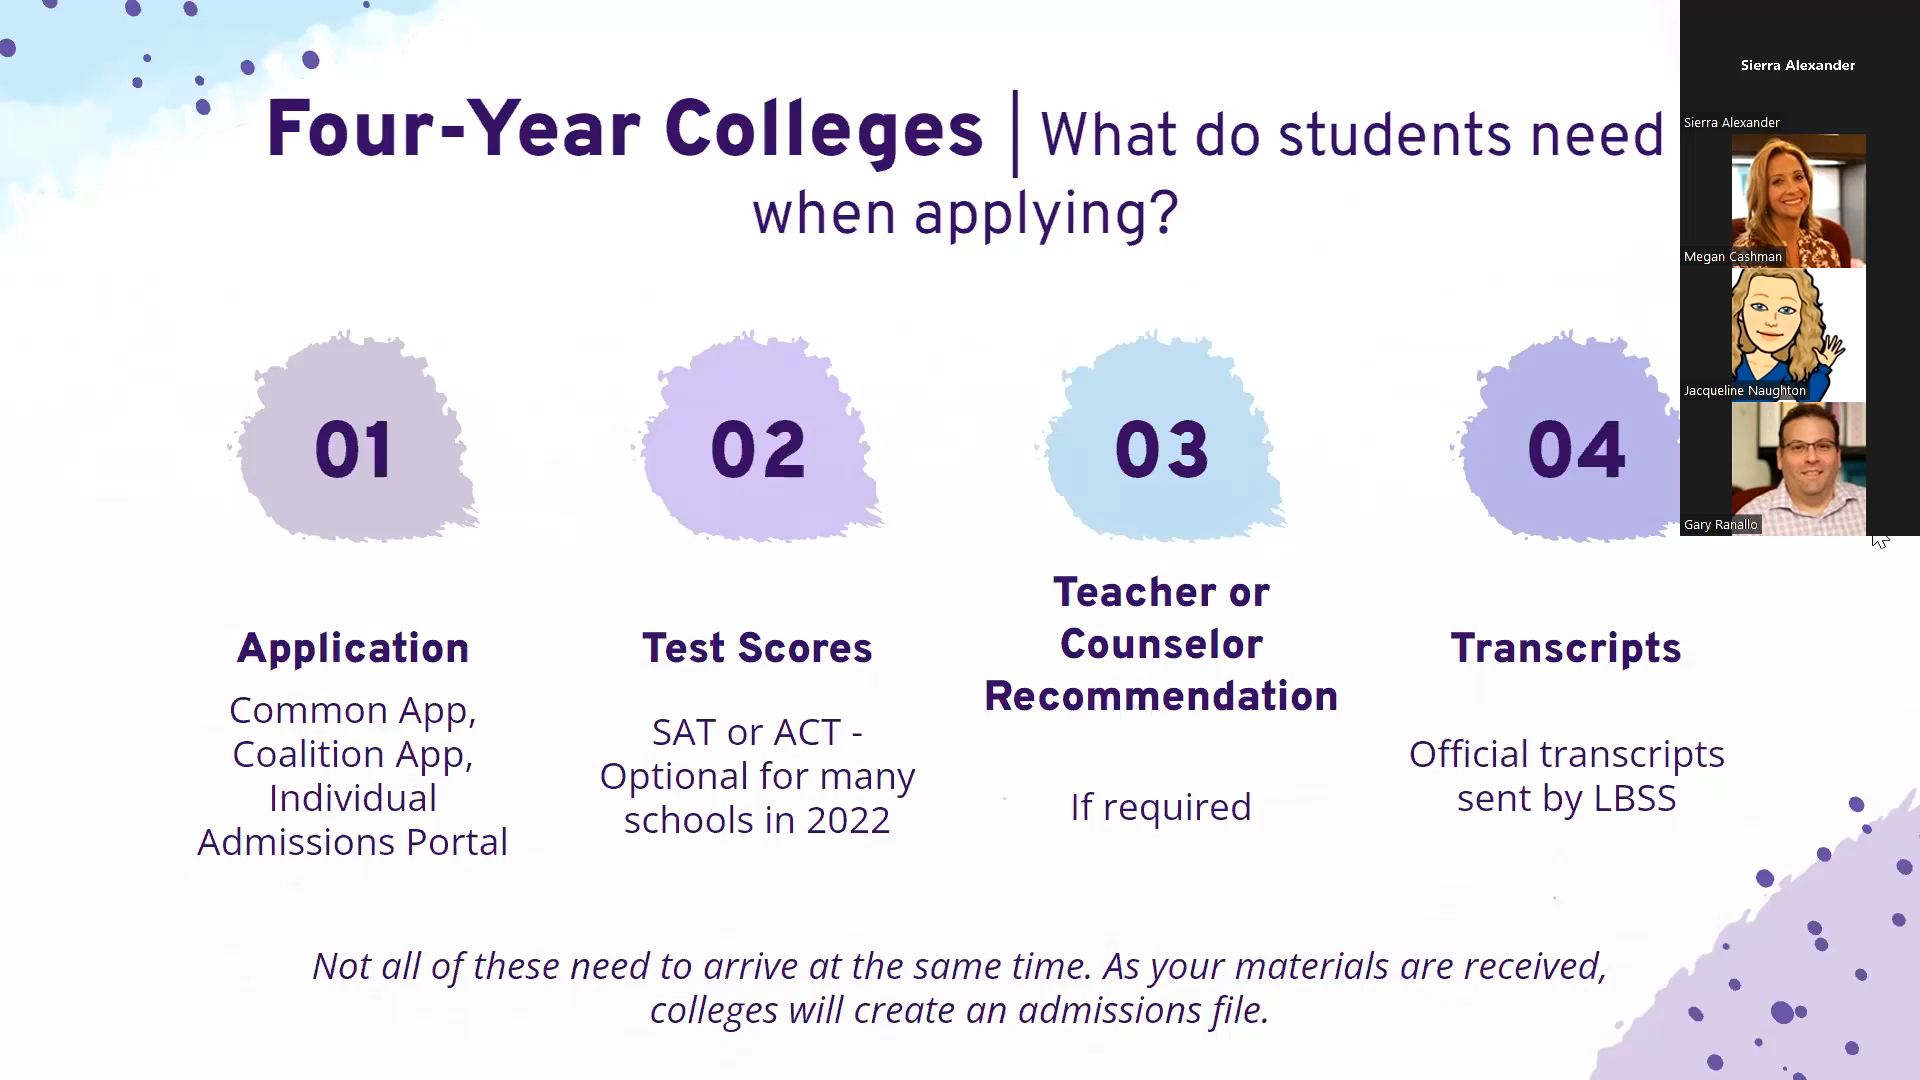 Four-Year Colleges | What do students need
when applying?
01
Application
Common App,
Coalition App,
Individual
Admissions Portal
02
Test Scores
SAT or ACT -
Optional for many
schools in 2022
03
Teacher or
Counselor
Recommendation
If required
04
Transcripts
Official transcripts
sent by LBSS
Not all of these need to arrive at the same time. As your materials are received,
colleges will create an admissions file.
Sierra Alexander
Sierra Alexander
Megan Cashman
Jacqueline Naughton
Gary Ranallo